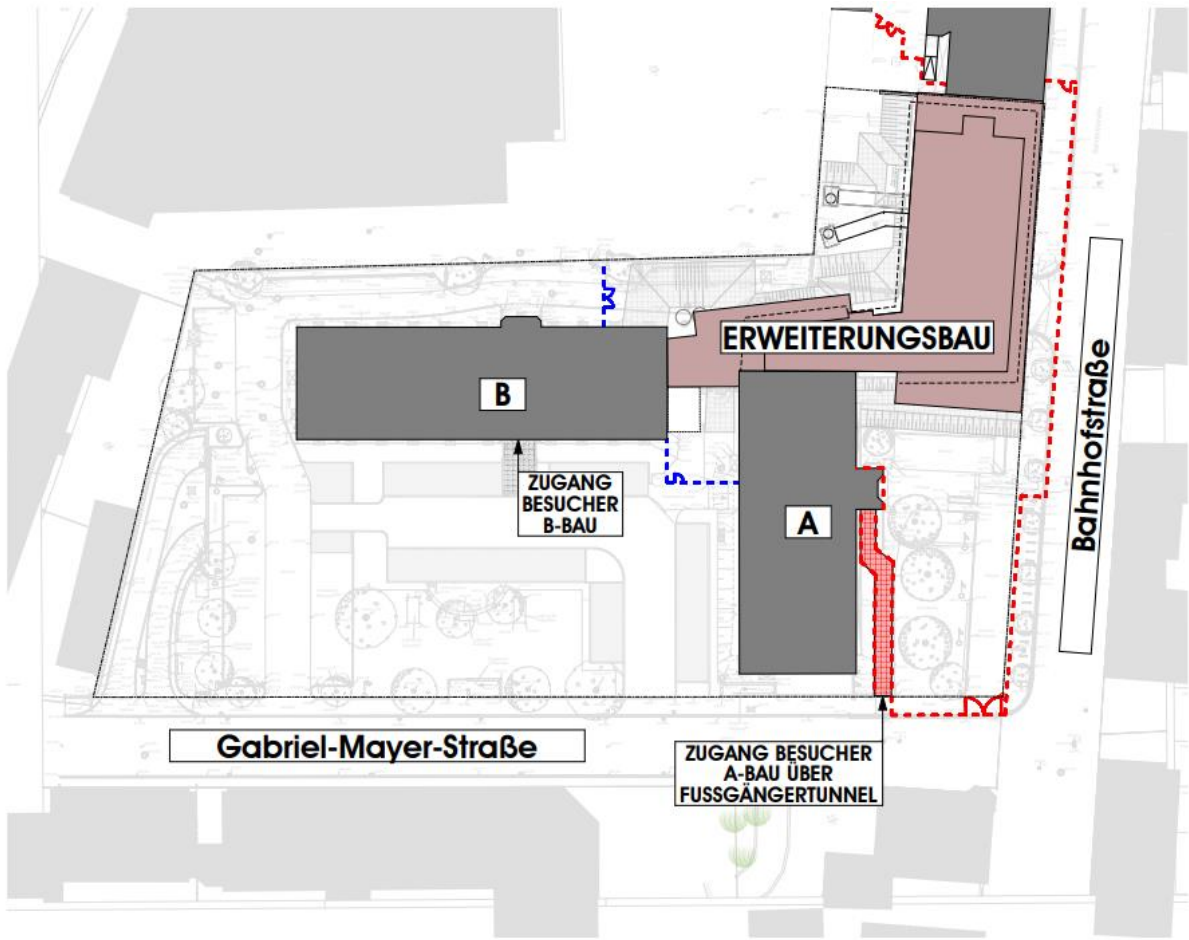 ERWEITERUNGSBAU
B
ZUGANG
BESUCHER
B-BAU
A
Bahnhofstraße
Gabriel-Mayer-Straße
ZUGANG BESUCHER
A-BAU ÜBER
FUSSGÄNGERTUNNEL